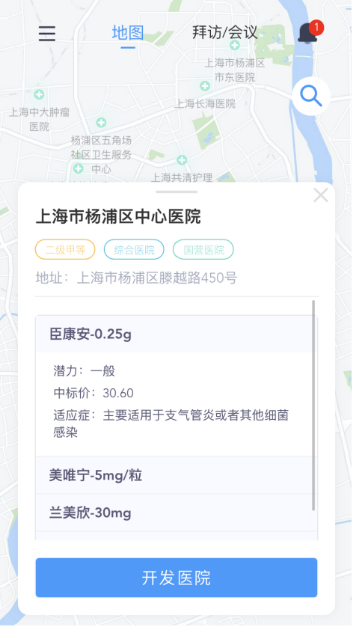 地图
拜访/会议
1
上海市杨浦区
市东医院
上海长海医院
上海中大肿瘤
医院
杨浦区五角场
社区卫生服务
中心
上海共清护理
上海市杨浦区中心医院
二级甲等
综合医院
国营医院
地址：上海市杨浦区滕越路450号
臣康安-0.25g
潜力：一般
中标价：30.60
适应症：主要适用于支气管炎或者其他细菌
感染
美唯宁-5mg/粒
兰美欣-30mg
开发医院